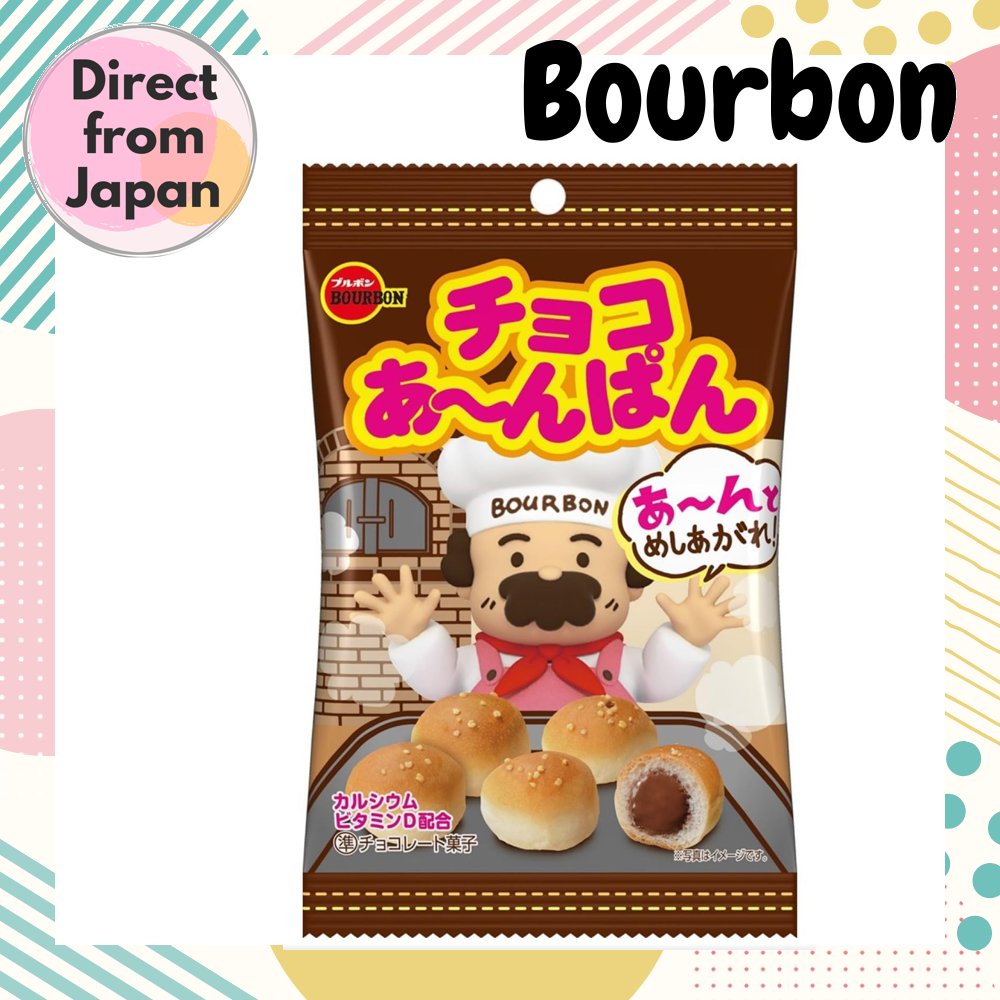 Direct
from
Japan
Bourbon
ブルボン
BOURBON
チョコ
あ〜んぱん
BOURBON
あ〜んと
めしあがれ!
カルシウム
ビタミンD配合
準チョコレート菓子
※写真はイメージです。